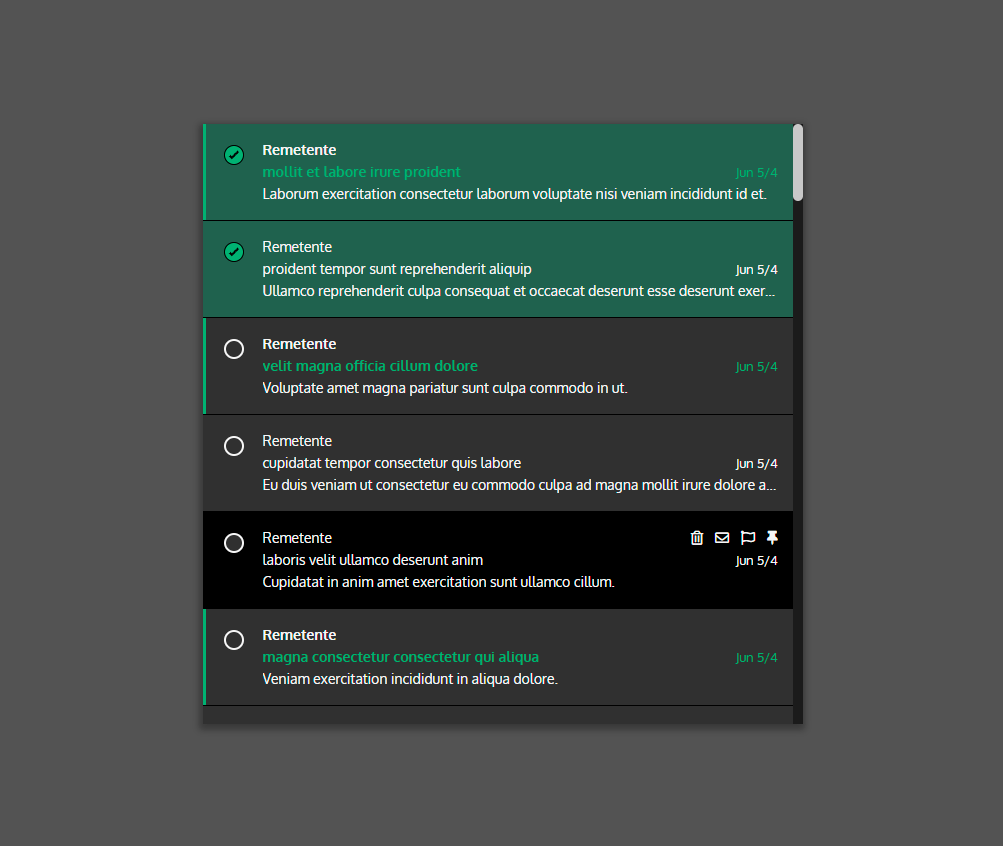 Remetente
mollit et labore irure proident Jun 5/4
Laborum exercitation consectetur laborum voluptate nisi veniam incididunt id et.
Remetente
proident tempor sunt reprehenderit aliquip Jun 5/4
Ullamco reprehenderit culpa consequat et occaecat deserunt esse deserunt exer...
Remetente
velit magna officia cillum dolore Jun 5/4
Voluptate amet magna pariatur sunt culpa commodo in ut.
Remetente
cupidatat tempor consectetur quis labore Jun 5/4
Eu duis veniam ut consectetur eu commodo culpa ad magna mollit irure dolore a...
Remetente
laboris velit ullamco deserunt anim Jun 5/4
Cupidatat in anim amet exercitation sunt ullamco cillum.
Remetente
magna consectetur consectetur qui aliqua Jun 5/4
Veniam exercitation incididunt in aliqua dolore.